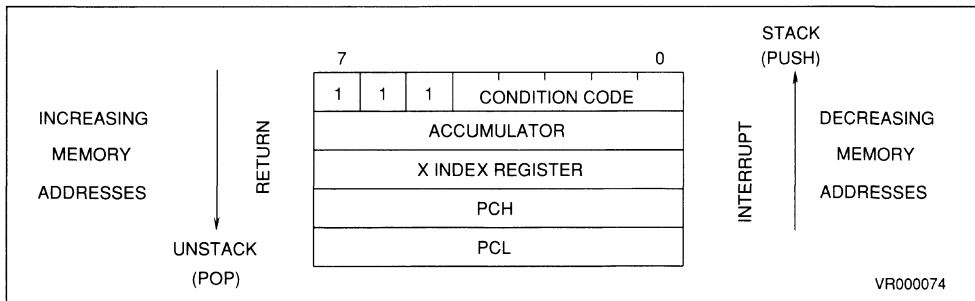 STACK
(PUSH)
7 0
1 1 1 CONDITION CODE
ACCUMULATOR
X INDEX REGISTER
PCH
PCL
INCREASING
MEMORY
ADDRESSES
RETURN
UNSTACK
(POP)
INTERRUPT
DECREASING
MEMORY
ADDRESSES
VR000074